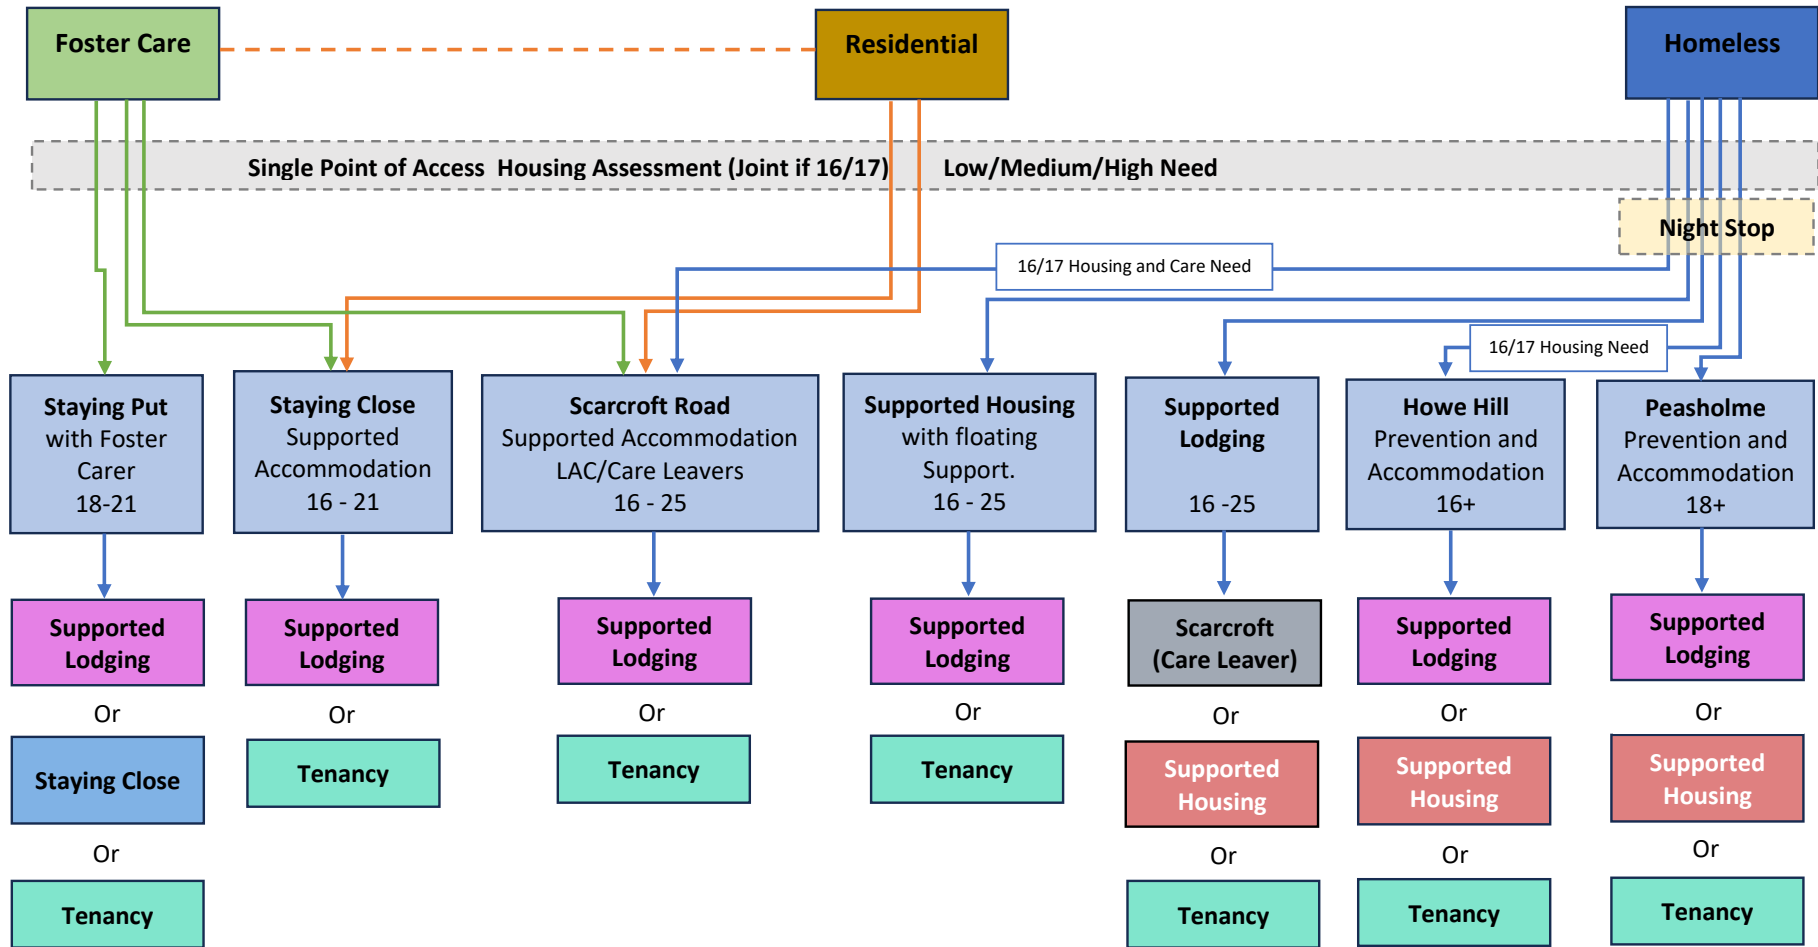 Foster Care
Residential
Homeless
Single Point of Access  Housing Assessment (Joint if 16/17)        Low/Medium/High Need
Night Stop
16/17 Housing and Care Need
16/17 Housing Need
Staying Put
with Foster
Carer
18-21
Staying Close
Supported
Accommodation
16 - 21
Scarcroft Road
Supported Accommodation
LAC/Care Leavers
16 - 25
Supported Housing
with floating
Support.
16 - 25
Supported
Lodging
16 -25
Howe Hill
Prevention and
Accommodation
16+
Peasholme
Prevention and
Accommodation
18+
Supported
Lodging
Or
Staying Close
Or
Tenancy
Supported
Lodging
Or
Tenancy
Supported
Lodging
Or
Tenancy
Supported
Lodging
Or
Tenancy
Scarcroft
(Care Leaver)
Or
Supported
Housing
Or
Tenancy
Supported
Lodging
Or
Supported
Housing
Or
Tenancy
Supported
Lodging
Or
Supported
Housing
Or
Tenancy